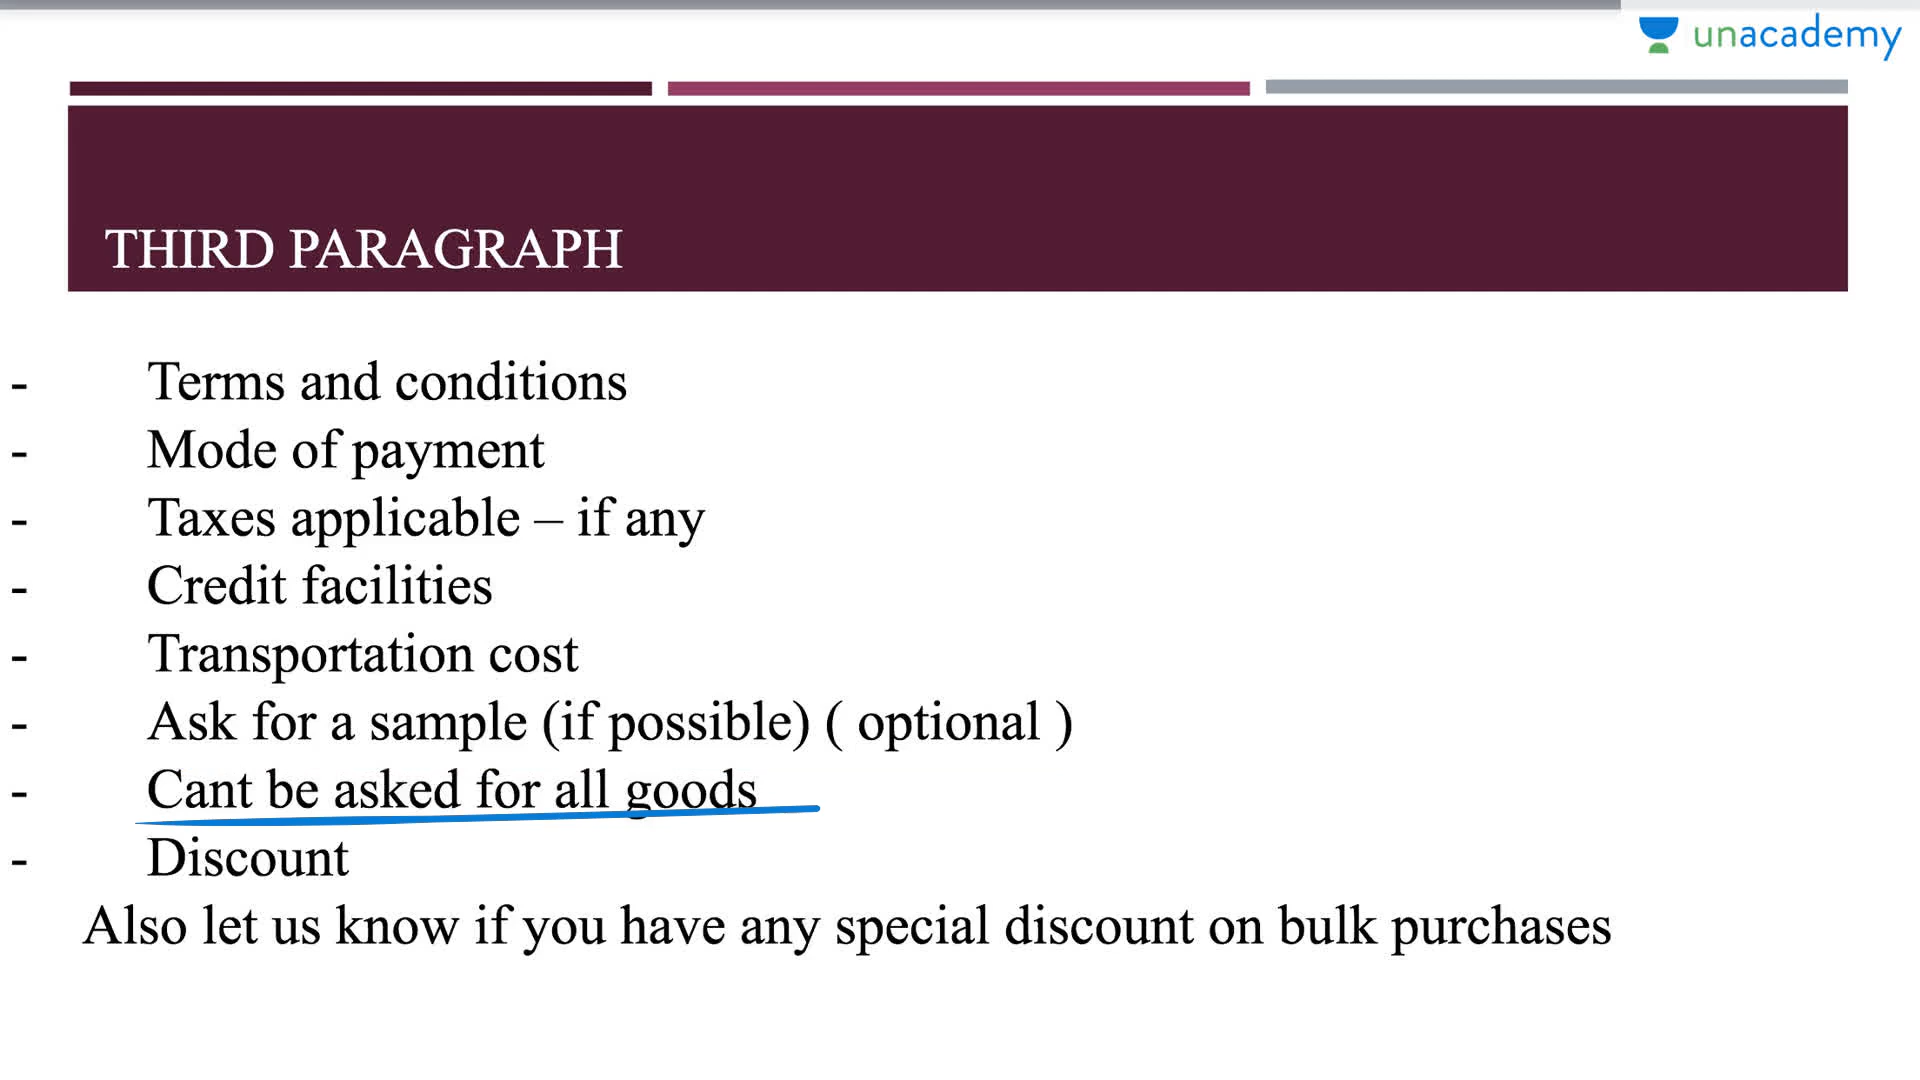 unacademy
THIRD PARAGRAPH
- Terms and conditions
- Mode of payment
- Taxes applicable – if any
- Credit facilities
- Transportation cost
- Ask for a sample (if possible) ( optional )
- Cant be asked for all goods
- Discount
Also let us know if you have any special discount on bulk purchases